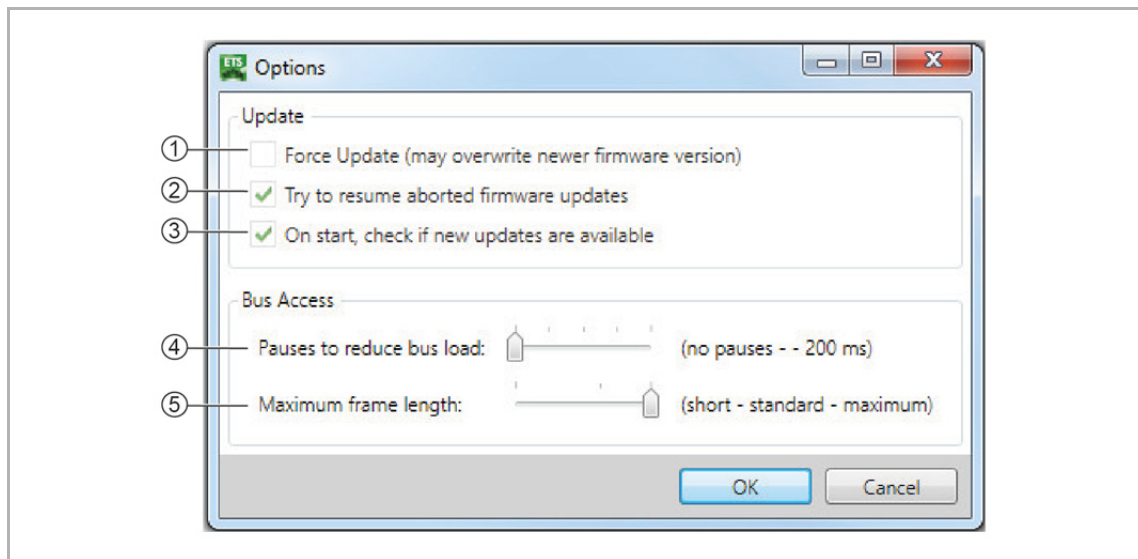 ETS Options
Update
① Force Update (may overwrite newer firmware version)
② Try to resume aborted firmware updates
③ On start, check if new updates are available
Bus Access
④ Pauses to reduce bus load: (no pauses - - 200 ms)
⑤ Maximum frame length: (short - standard - maximum)
OK Cancel